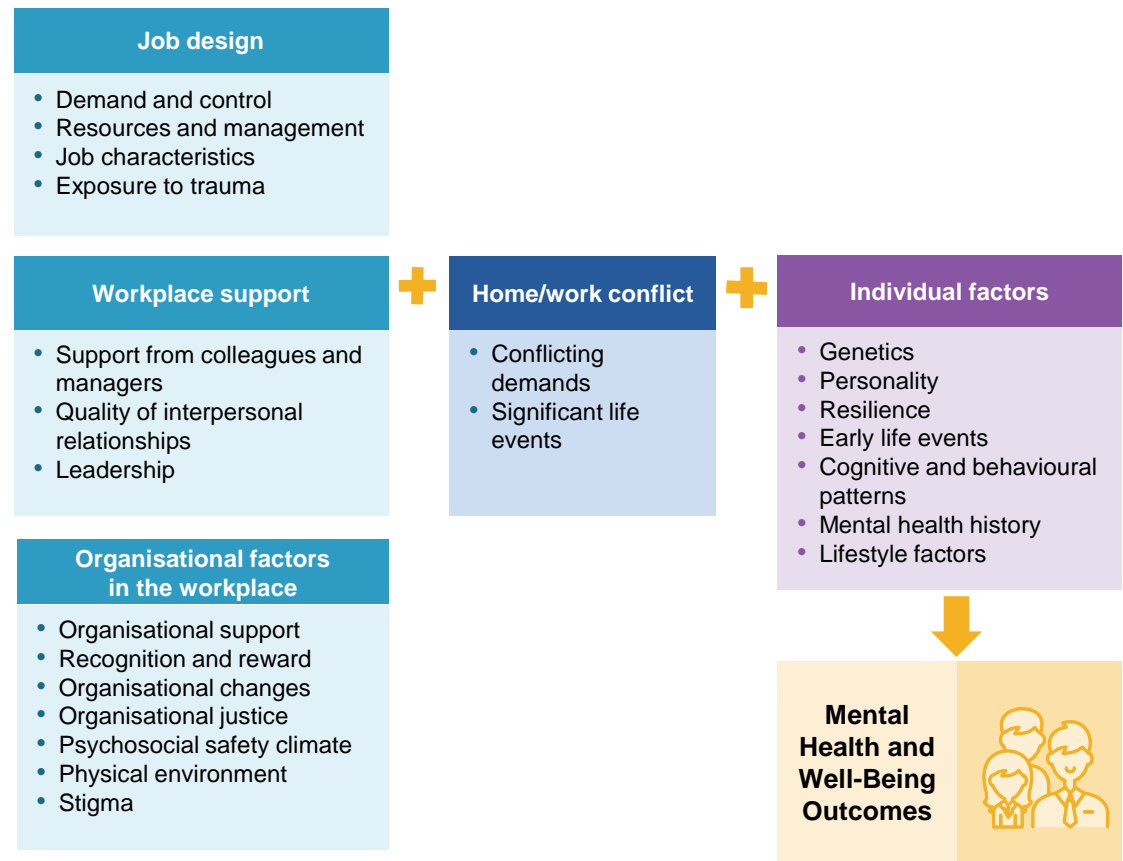 Job design
• Demand and control
• Resources and management
• Job characteristics
• Exposure to trauma
Workplace support
• Support from colleagues and
managers
• Quality of interpersonal
relationships
• Leadership
Organisational factors
in the workplace
• Organisational support
• Recognition and reward
• Organisational changes
• Organisational justice
• Psychosocial safety climate
• Physical environment
• Stigma
Home/work conflict
• Conflicting
demands
• Significant life
events
Individual factors
• Genetics
• Personality
• Resilience
• Early life events
• Cognitive and behavioural
patterns
• Mental health history
• Lifestyle factors
Mental
Health and
Well-Being
Outcomes